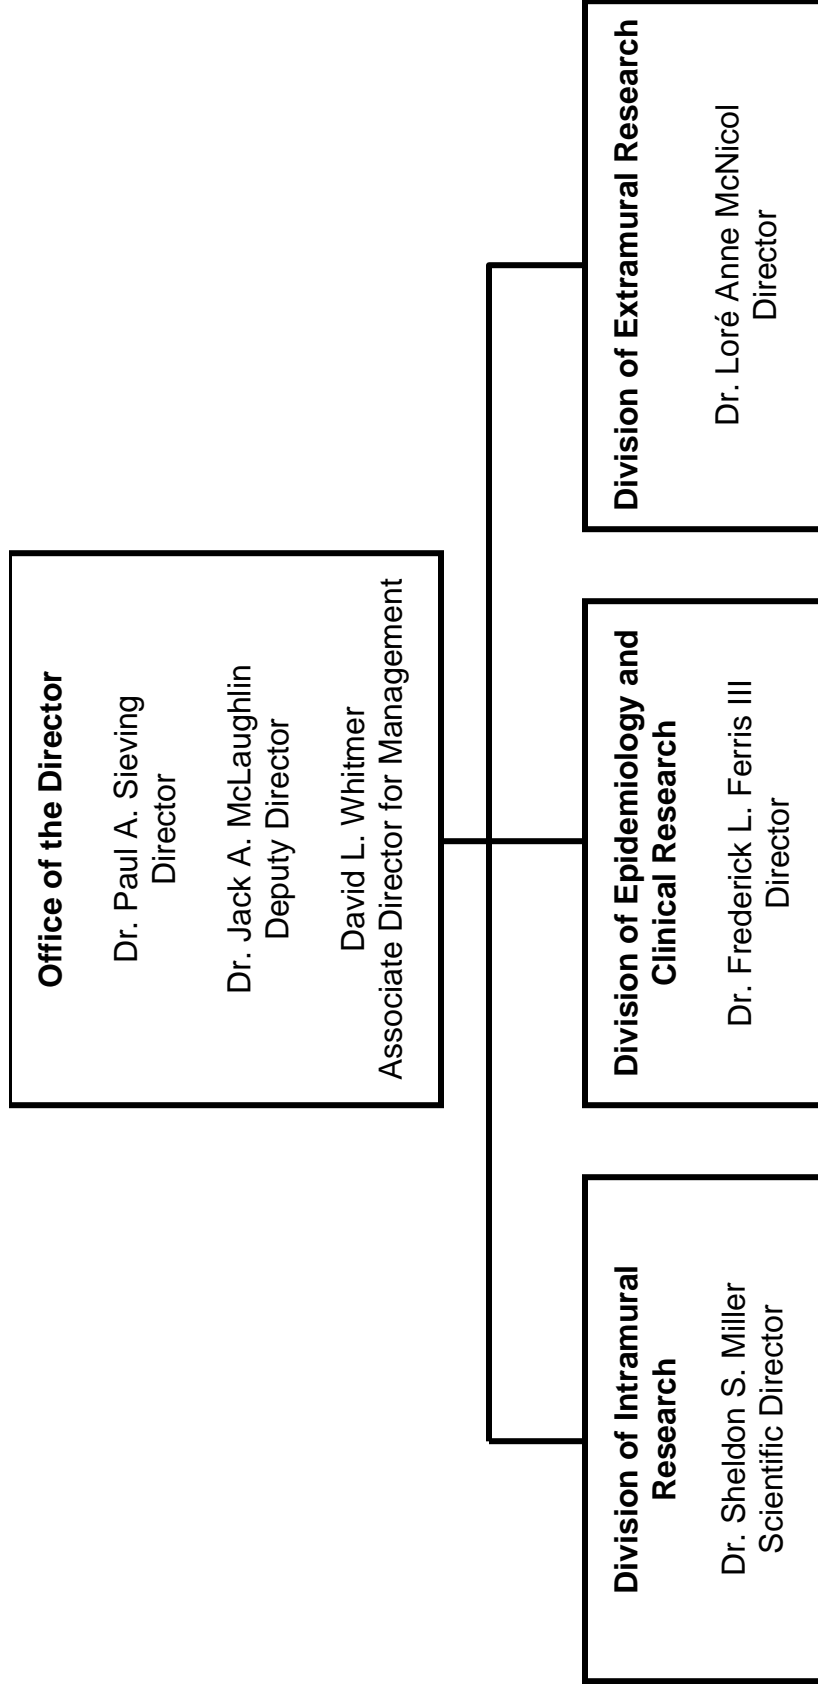 Office of the Director
Dr. Paul A. Sieving
Director
Dr. Jack A. McLaughlin
Deputy Director
David L. Whitmer
Associate Director for Management
Division of Intramural
Research
Dr. Sheldon S. Miller
Scientific Director
Division of Epidemiology and
Clinical Research
Dr. Frederick L. Ferris III
Director
Division of Extramural Research
Dr. Loré Anne McNicol
Director